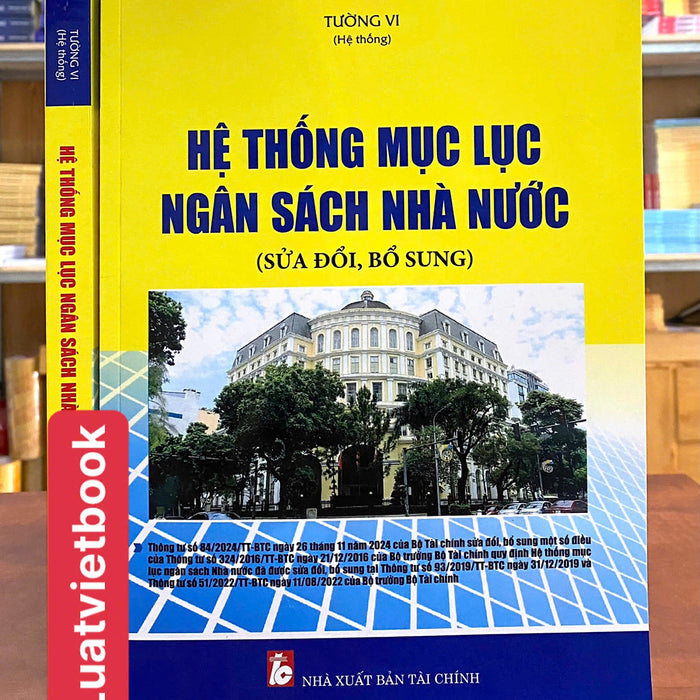 TƯỜNG VI
(Hệ thống)
HỆ THỐNG MỤC LỤC
NGÂN SÁCH NHÀ NƯỚC
(SỬA ĐỔI, BỔ SUNG)
Thông tư số 84/2024/TT-BTC ngày 26 tháng 11 năm 2024 của Bộ Tài chính sửa đổi, bổ sung một số điều
của Thông tư số 324/2016/TT-BTC ngày 21/12/2016 của Bộ trưởng Bộ Tài chính quy định Hệ thống mục
lục ngân sách Nhà nước đã được sửa đổi, bổ sung tại Thông tư số 93/2019/TT-BTC ngày 31/12/2019 và
Thông tư số 51/2022/TT-BTC ngày 11/08/2022 của Bộ trưởng Bộ Tài chính
TC
NHÀ XUẤT BẢN TÀI CHÍNH
TƯỜNG VI
(Hệ thống)
HỆ THỐNG MỤC LỤC NGÂN SÁCH NHÀ
Luatvietbook